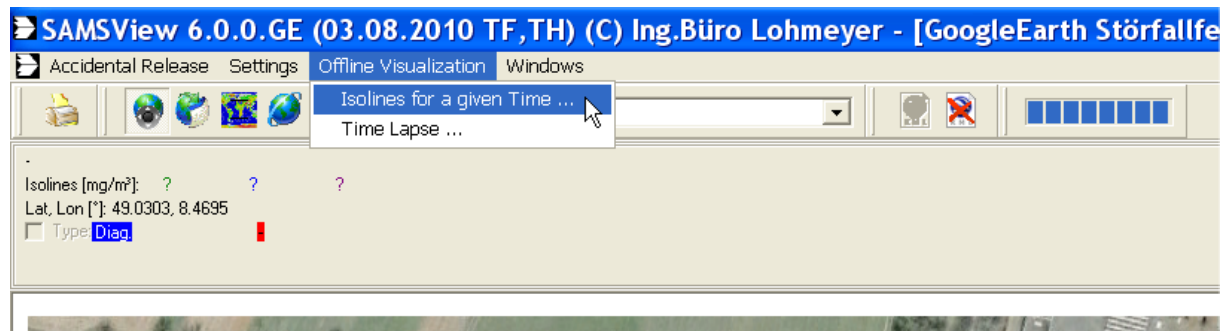 SAMSView 6.0.0.GE (03.08.2010 TF,TH) (C) Ing.Büro Lohmeyer - [GoogleEarth Störfallfe
Accidental Release Settings Offline Visualization Windows
Isolines for a given Time ...
Time Lapse ...
-
Isolines [mg/m³]: ? ? ?
Lat, Lon [°]: 49.0303, 8.4695
Type: Diag. -